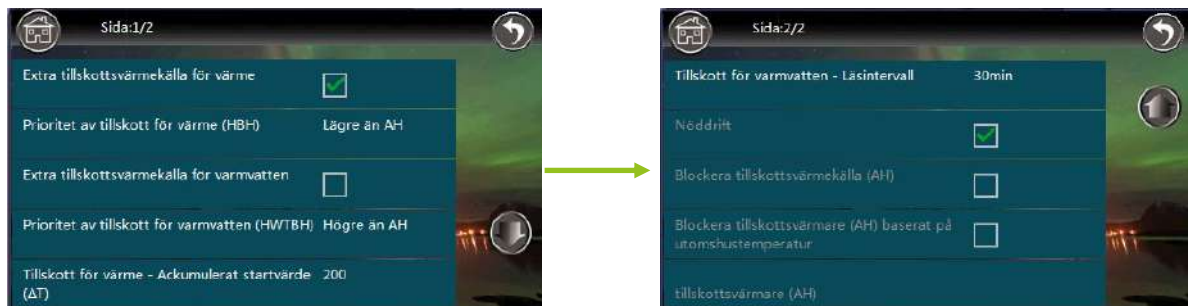 Sida:1/2
Extra tillskottsvärmekälla för värme
Prioritet av tillskott för värme (HBH) Lägre än AH
Extra tillskottsvärmekälla för varmvatten
Prioritet av tillskott för varmvatten (HWTBH) Högre än AH
Tillskott för värme - Ackumulerat startvärde 200
(ΔT)
Sida:2/2
Tillskott för varmvatten - Läsintervall 30min
Nöddrift
Blockera tillskottsvärmekälla (AH)
Blockera tillskottsvärmare (AH) baserat på
utomshustemperatur
tillskottsvärmare (AH)